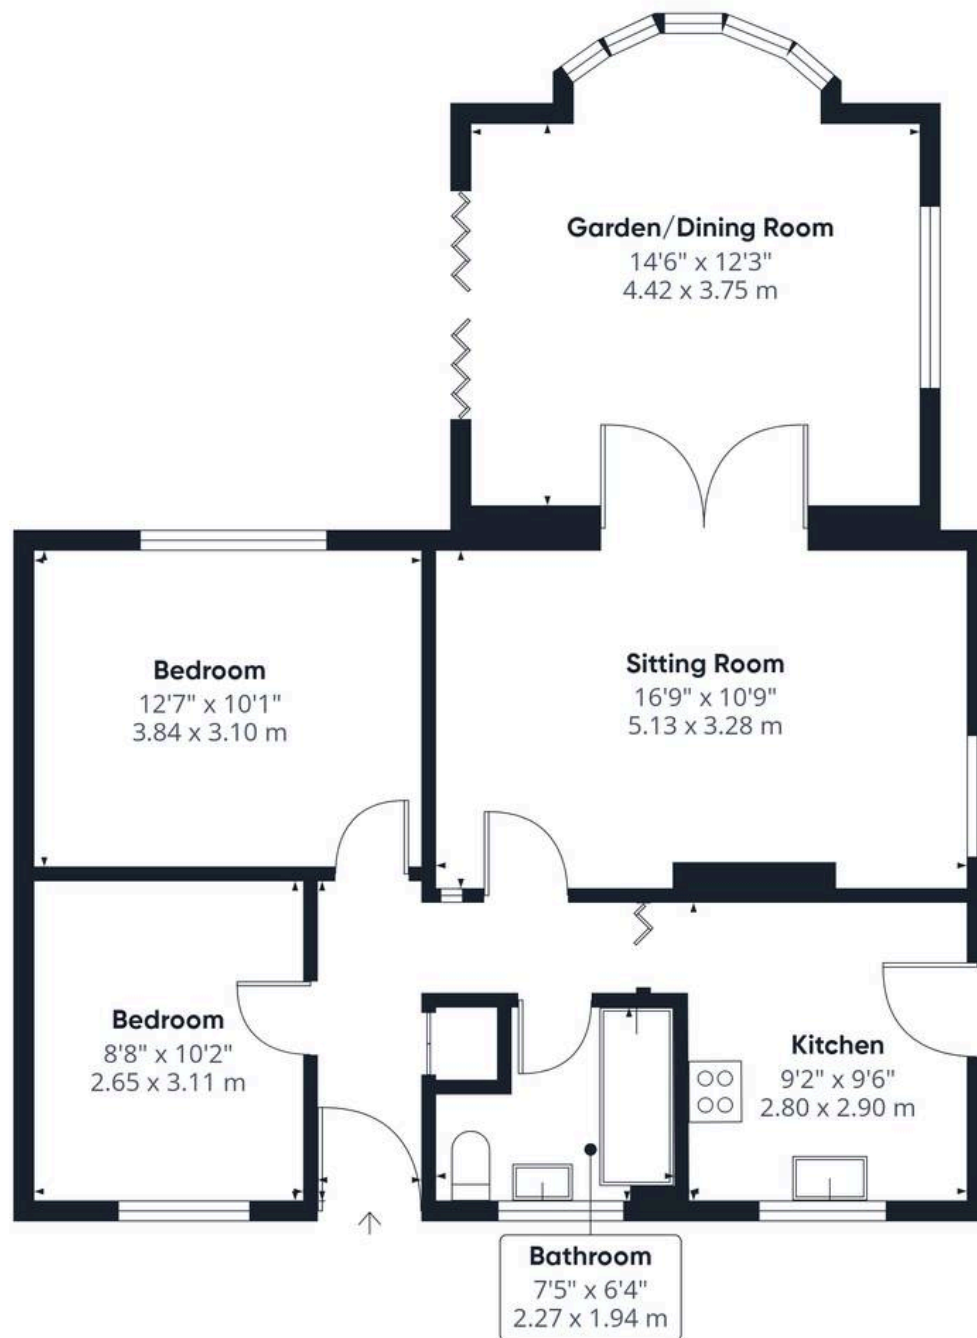 Garden/Dining Room
14'6" x 12'3"
4.42 x 3.75 m
Bedroom
12'7" x 10'1"
3.84 x 3.10 m
Sitting Room
16'9" x 10'9"
5.13 x 3.28 m
Bedroom
8'8" x 10'2"
2.65 x 3.11 m
Kitchen
9'2" x 9'6"
2.80 x 2.90 m
Bathroom
7'5" x 6'4"
2.27 x 1.94 m